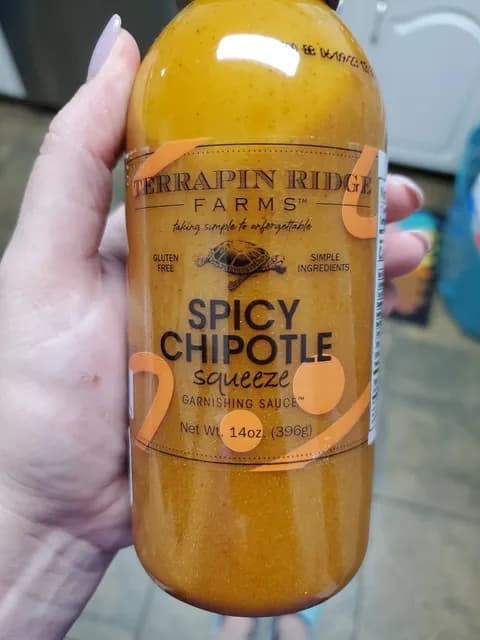 TERRAPIN RIDGE
FARMS™
taking simple to unforgettable
GLUTEN
FREE
SIMPLE
INGREDIENTS
SPICY
CHIPOTLE
squeeze
GARNISHING SAUCE™
Net Wt. 14oz. (396g)